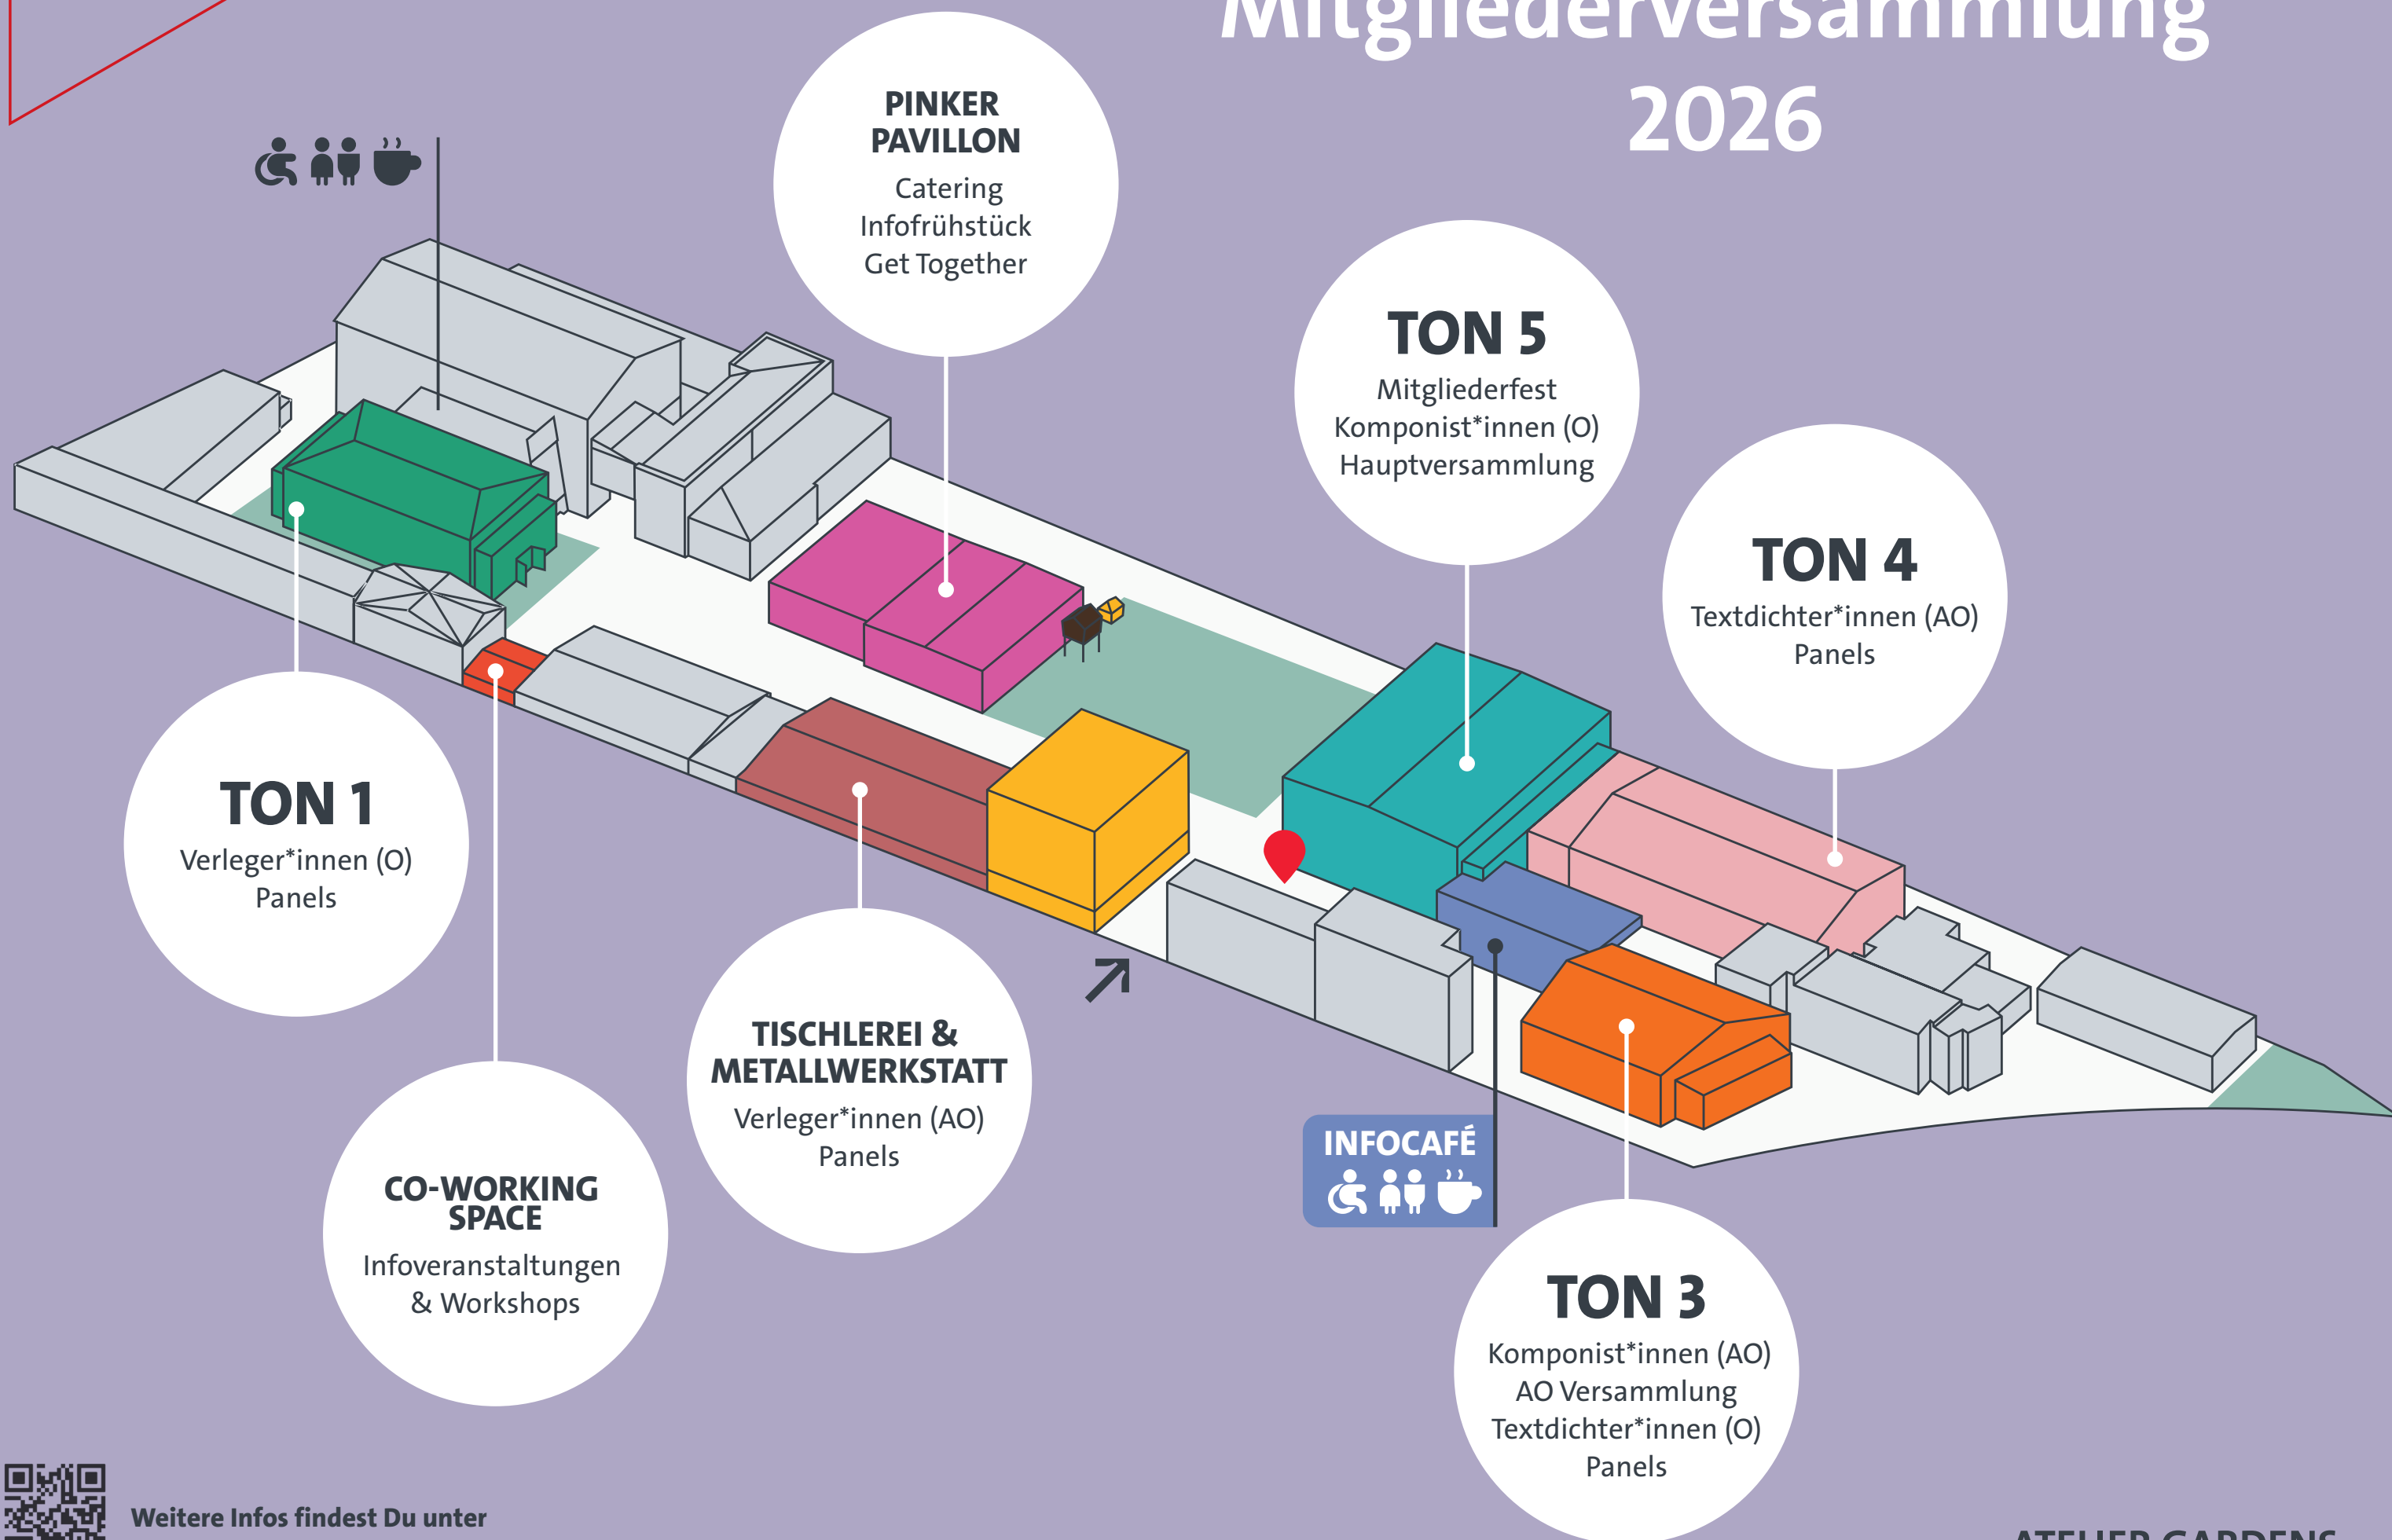 Mitgliederversammlung
2026
PINKER
PAVILLON
Catering
Infofrühstück
Get Together
TON 5
Mitgliederfest
Komponist*innen (O)
Hauptversammlung
TON 4
Textdichter*innen (AO)
Panels
TON 1
Verleger*innen (O)
Panels
TISCHLEREI &
METALLWERKSTATT
Verleger*innen (AO)
Panels
CO-WORKING
SPACE
Infoveranstaltungen
& Workshops
INFOCAFÉ
TON 3
Komponist*innen (AO)
AO Versammlung
Textdichter*innen (O)
Panels
Weitere Infos findest Du unter
ATELIER GARDENS